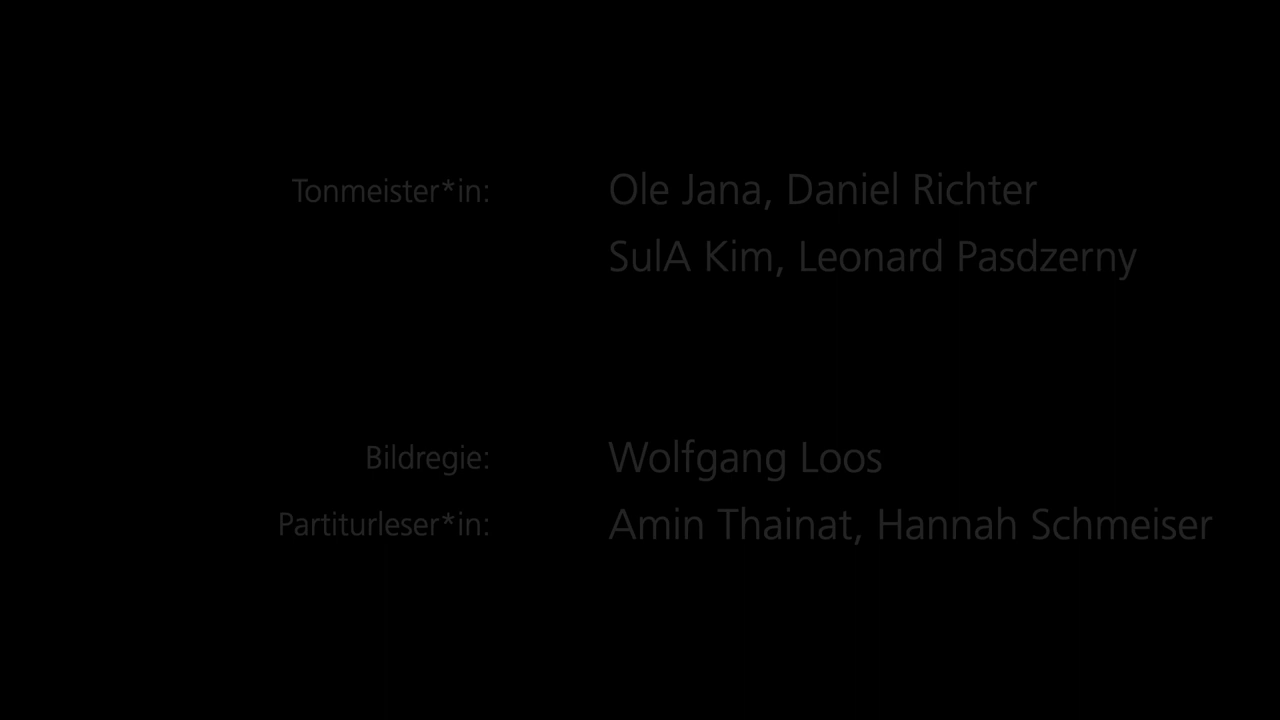 Tonmeister*in: Ole Jana, Daniel Richter
SulA Kim, Leonard Pasdzerny
Bildregie: Wolfgang Loos
Partiturleser*in: Amin Thainat, Hannah Schmeiser